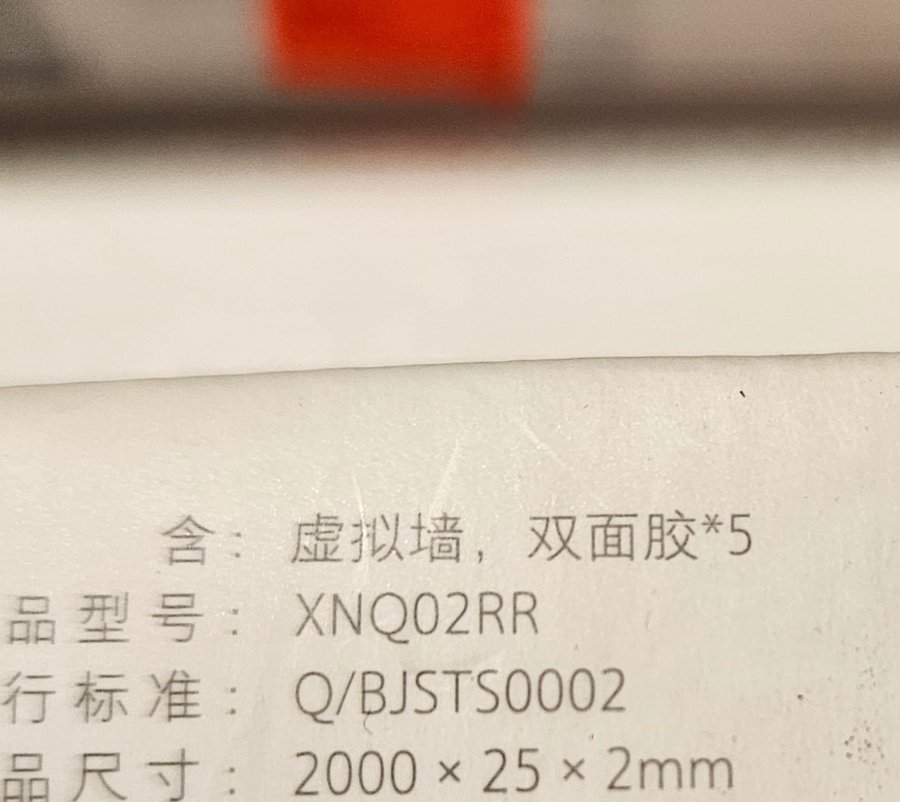 含：虚拟墙，双面胶*5
品型号：XNQ02RR
行标准：Q/BJSTS0002
品尺寸：2000 × 25 × 2mm